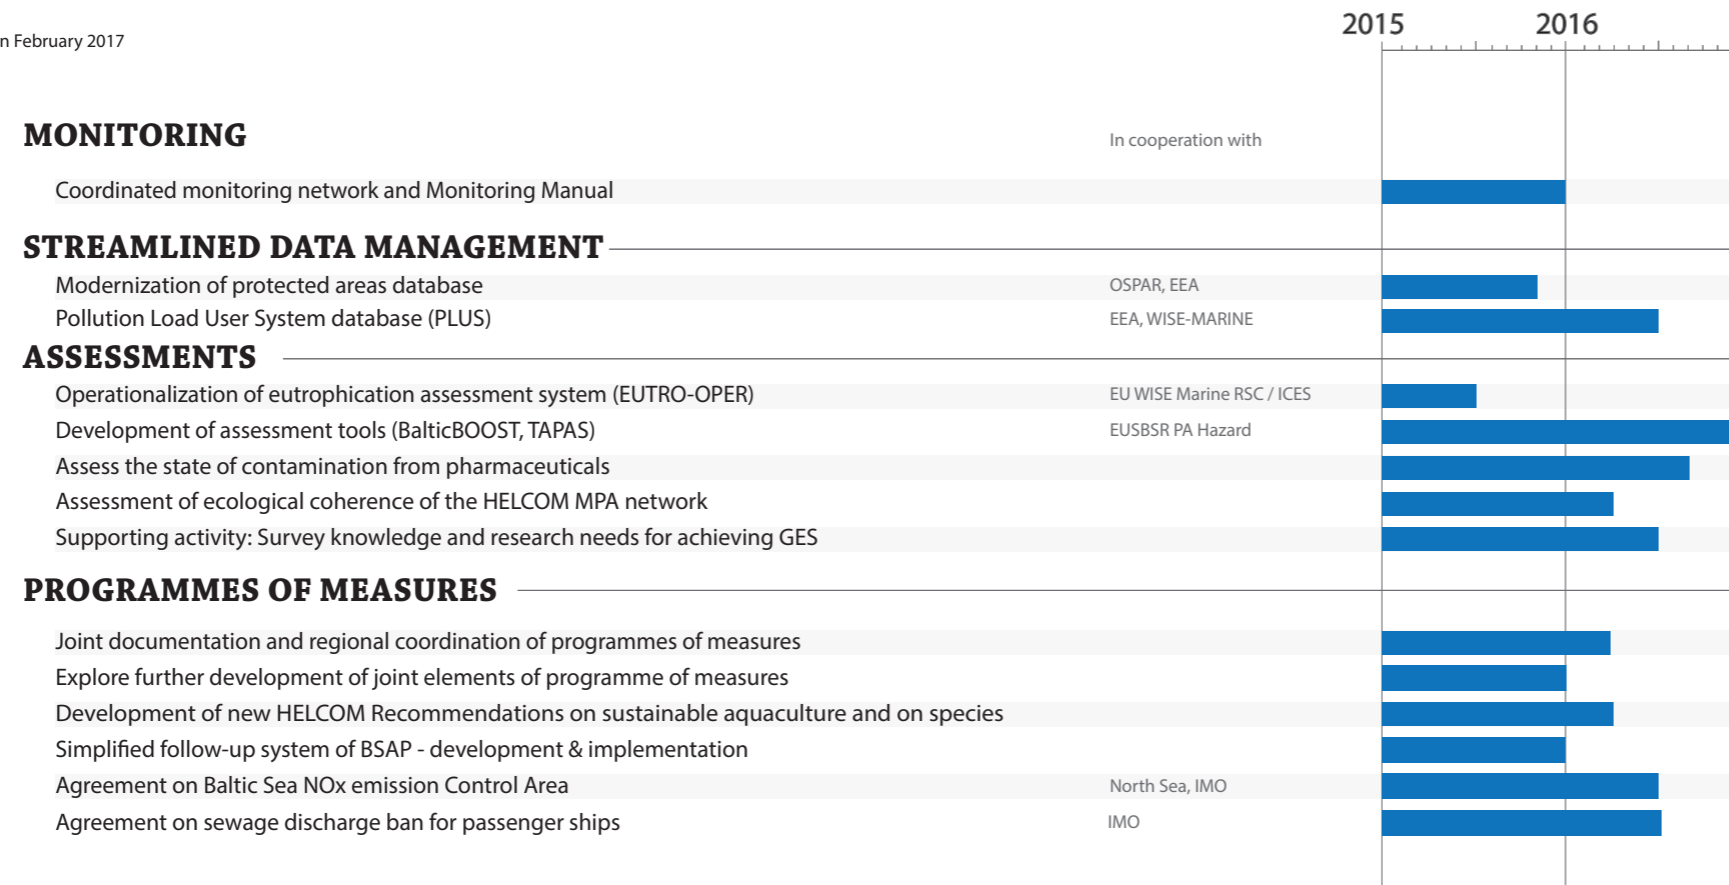 2015 2016
n February 2017
MONITORING In cooperation with
Coordinated monitoring network and Monitoring Manual
STREAMLINED DATA MANAGEMENT
Modernization of protected areas database OSPAR, EEA
Pollution Load User System database (PLUS) EEA, WISE-MARINE
ASSESSMENTS
Operationalization of eutrophication assessment system (EUTRO-OPER) EU WISE Marine RSC / ICES
Development of assessment tools (BalticBOOST, TAPAS) EUSBSR PA Hazard
Assess the state of contamination from pharmaceuticals
Assessment of ecological coherence of the HELCOM MPA network
Supporting activity: Survey knowledge and research needs for achieving GES
PROGRAMMES OF MEASURES
Joint documentation and regional coordination of programmes of measures
Explore further development of joint elements of programme of measures
Development of new HELCOM Recommendations on sustainable aquaculture and on species
Simplified follow-up system of BSAP - development & implementation
Agreement on Baltic Sea NOx emission Control Area North Sea, IMO
Agreement on sewage discharge ban for passenger ships IMO